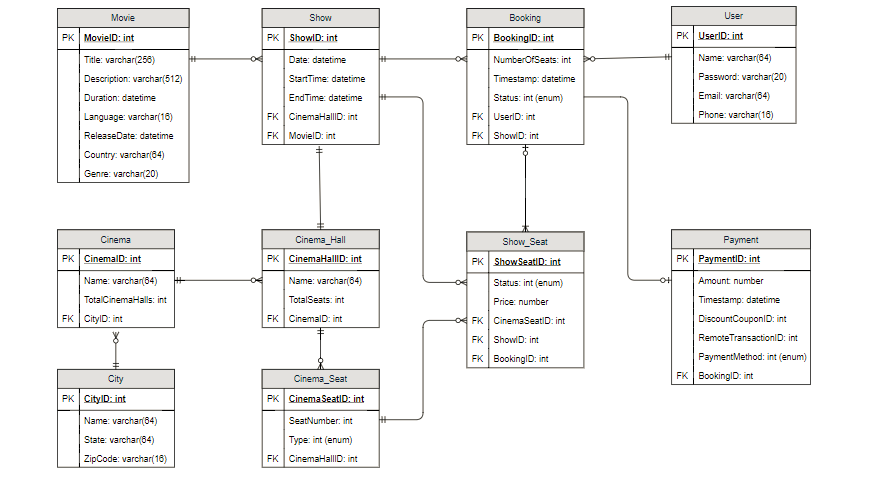 Movie
PK MovieID: int
Title: varchar(256)
Description: varchar(512)
Duration: datetime
Language: varchar(16)
ReleaseDate: datetime
Country: varchar(64)
Genre: varchar(20)
Show
PK ShowID: int
Date: datetime
StartTime: datetime
EndTime: datetime
FK CinemaHallID: int
FK MovieID: int
Booking
PK BookingID: int
NumberOfSeats: int
Timestamp: datetime
Status: int (enum)
FK UserID: int
FK ShowID: int
User
PK UserID: int
Name: varchar(64)
Password: varchar(20)
Email: varchar(64)
Phone: varchar(16)
Cinema
PK CinemaID: int
Name: varchar(64)
TotalCinemaHalls: int
FK CityID: int
Cinema_Hall
PK CinemaHallID: int
Name: varchar(64)
TotalSeats: int
FK CinemaID: int
Show_Seat
PK ShowSeatID: int
Status: int (enum)
Price: number
FK CinemaSeatID: int
FK ShowID: int
FK BookingID: int
Payment
PK PaymentID: int
Amount: number
Timestamp: datetime
DiscountCouponID: int
RemoteTransactionID: int
PaymentMethod: int (enum)
FK BookingID: int
City
PK CityID: int
Name: varchar(64)
State: varchar(64)
ZipCode: varchar(16)
Cinema_Seat
PK CinemaSeatID: int
SeatNumber: int
Type: int (enum)
FK CinemaHallID: int